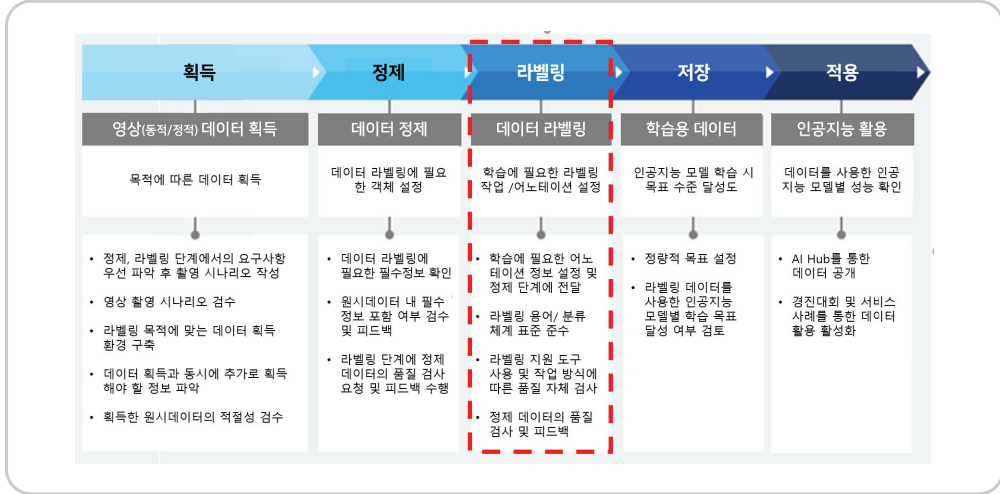 획득
정제
라벨링
저장
적용
영상(동적/정적) 데이터 획득
데이터 정제
데이터 라벨링
학습용 데이터
인공지능 활용
목적에 따른 데이터 획득
데이터 라벨링에 필요
한 객체 설정
학습에 필요한 라벨링
작업 /어노테이션 설정
인공지능 모델 학습 시
목표 수준 달성도
데이터를 사용한 인공
지능 모델별 성능 확인
• 정제, 라벨링 단계에서의 요구사항
우선 파악 후 촬영 시나리오 작성
• 영상 촬영 시나리오 검수
• 라벨링 목적에 맞는 데이터 획득
환경 구축
• 데이터 획득과 동시에 추가로 획득
해야 할 정보 파악
• 획득한 원시데이터의 적절성 검수
• 데이터 라벨링에
필요한 필수정보 확인
• 원시데이터 내 필수
정보 포함 여부 검수
및 피드백
• 라벨링 단계에 정제
데이터의 품질 검사
요청 및 피드백 수행
• 학습에 필요한 어노
테이션 정보 설정 및
정제 단계에 전달
• 라벨링 용어/ 분류
체계 표준 준수
• 라벨링 지원 도구
사용 및 작업 방식에
따른 품질 자체 검사
• 정제 데이터의 품질
검사 및 피드백
• 정량적 목표 설정
• 라벨링 데이터를
사용한 인공지능
모델별 학습 목표
달성 여부 검토
• AI Hub를 통한
데이터 공개
• 경진대회 및 서비스
사례를 통한 데이터
활용 활성화